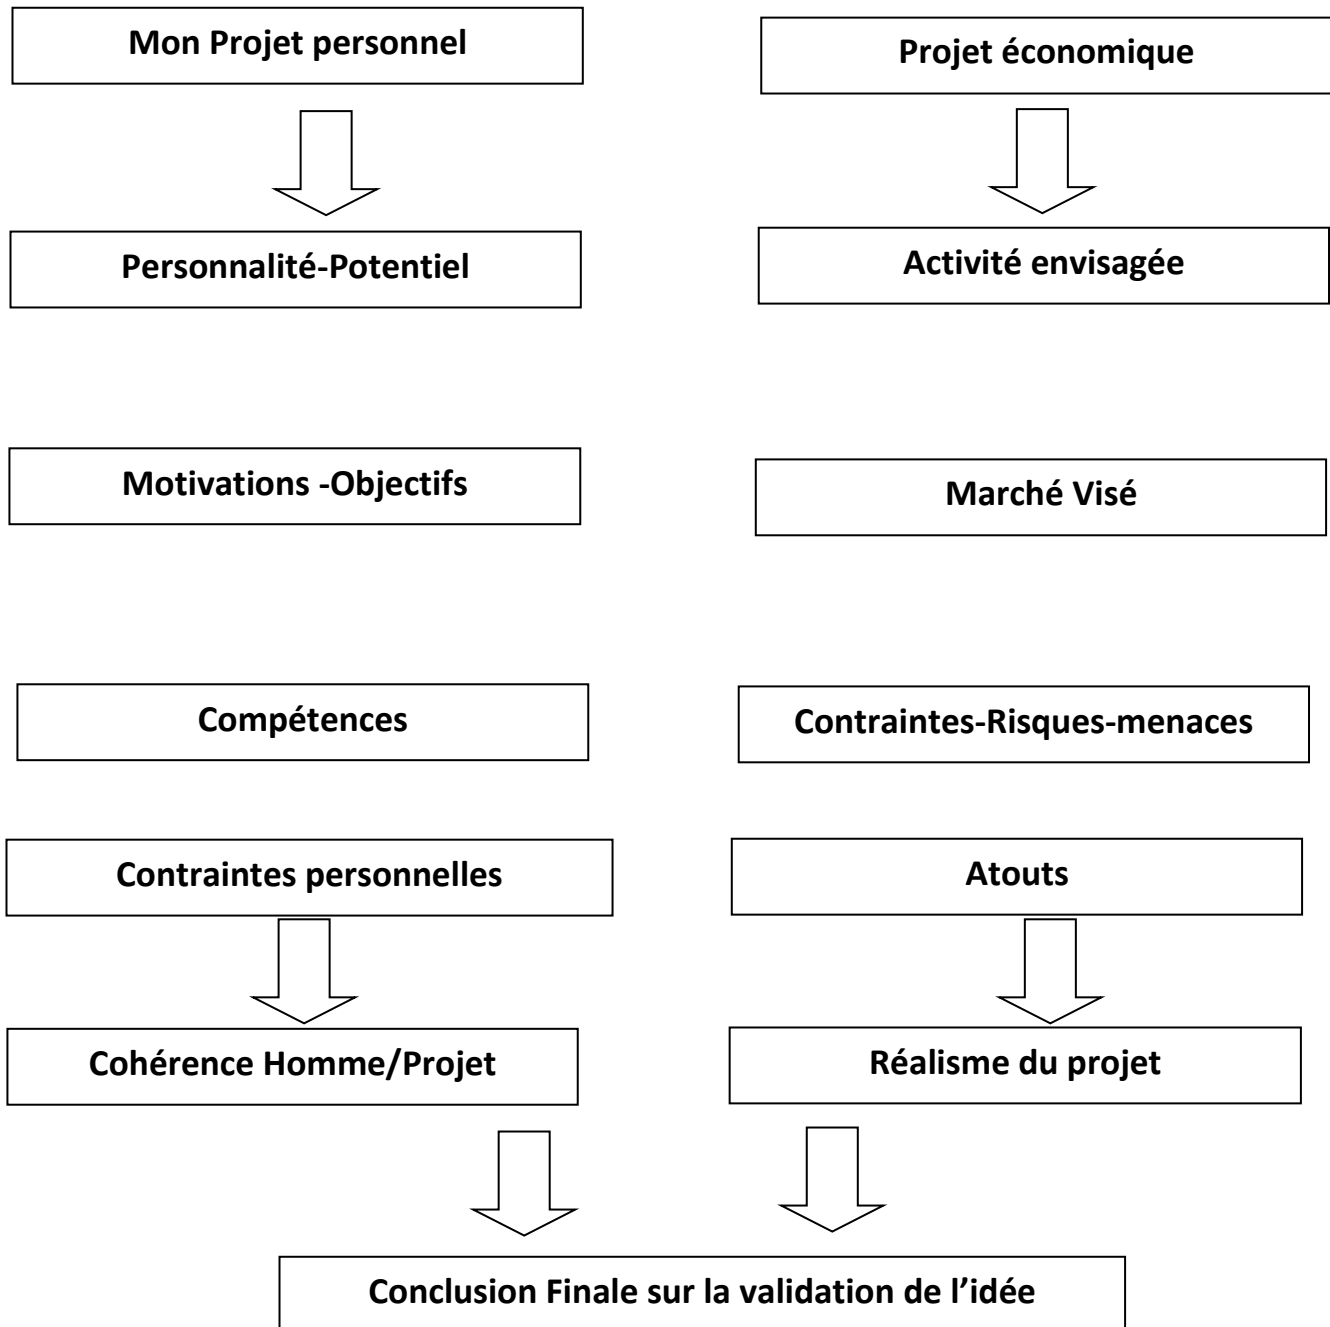 Mon Projet personnel
Projet économique
Personnalité-Potentiel
Activité envisagée
Motivations -Objectifs
Marché Visé
Compétences
Contraintes-Risques-menaces
Contraintes personnelles
Atouts
Cohérence Homme/Projet
Réalisme du projet
Conclusion Finale sur la validation de l’idée